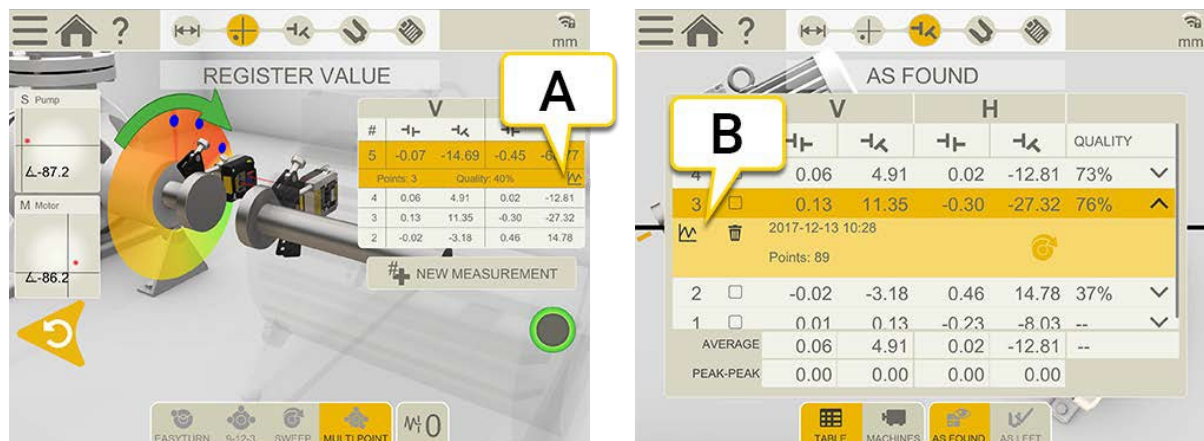 ?
mm
REGISTER VALUE
A
S Pump
-87.2
M Motor
-86.2
V
#
5 -0.07 -14.69 -0.45
Points: 3 Quality: 40%
4 0.06 4.91 0.02 -12.81
3 0.13 11.35 -0.30 -27.32
2 -0.02 -3.18 0.46 14.78
# NEW MEASUREMENT
0
EASYTURN 9-12-3 SWEEP MULTIPOINT
?
mm
AS FOUND
B
V H
QUALITY
4 0.06 4.91 0.02 -12.81 73%
3 0.13 11.35 -0.30 -27.32 76%
2017-12-13 10:28
Points: 89
2 -0.02 -3.18 0.46 14.78 37%
1 0.01 0.13 -0.23 -8.03 --
AVERAGE 0.06 4.91 0.02 -12.81 --
PEAK-PEAK 0.00 0.00 0.00 0.00
TABLE MACHINES AS FOUND AS LEFT